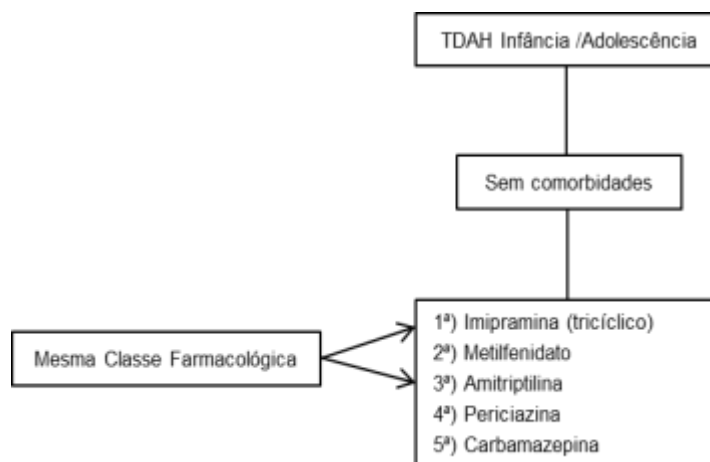 TDAH Infância /Adolescência
Sem comorbidades
Mesma Classe Farmacológica
1ª) Imipramina (tricíclico)
2ª) Metilfenidato
3ª) Amitriptilina
4ª) Periciazina
5ª) Carbamazepina